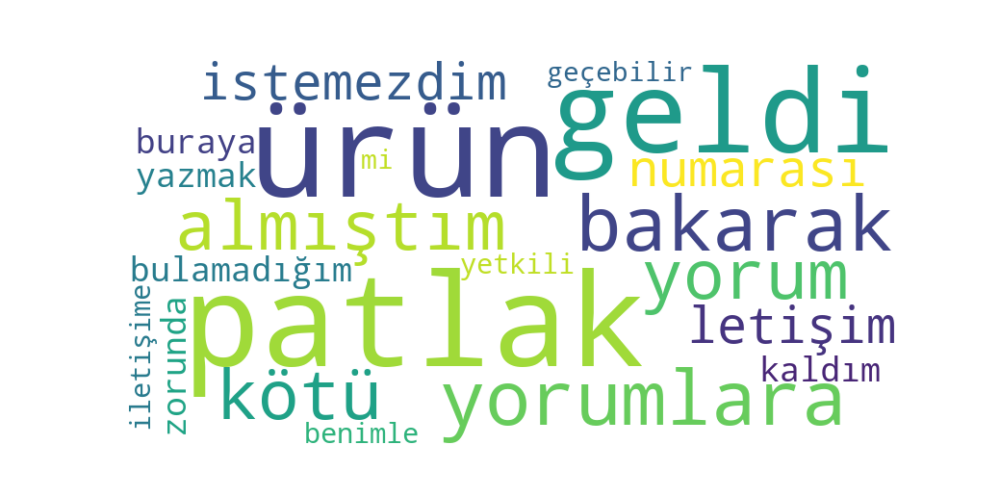 istemezdim
geçebilir
geldi
ürün
buraya
mi
numarası
yazmak
almıştım
bakarak
bulamadığım
yetkili
yorum
patlak
letişim
iletişime
zorunda
kaldım
kötü
yorumlara
benimle